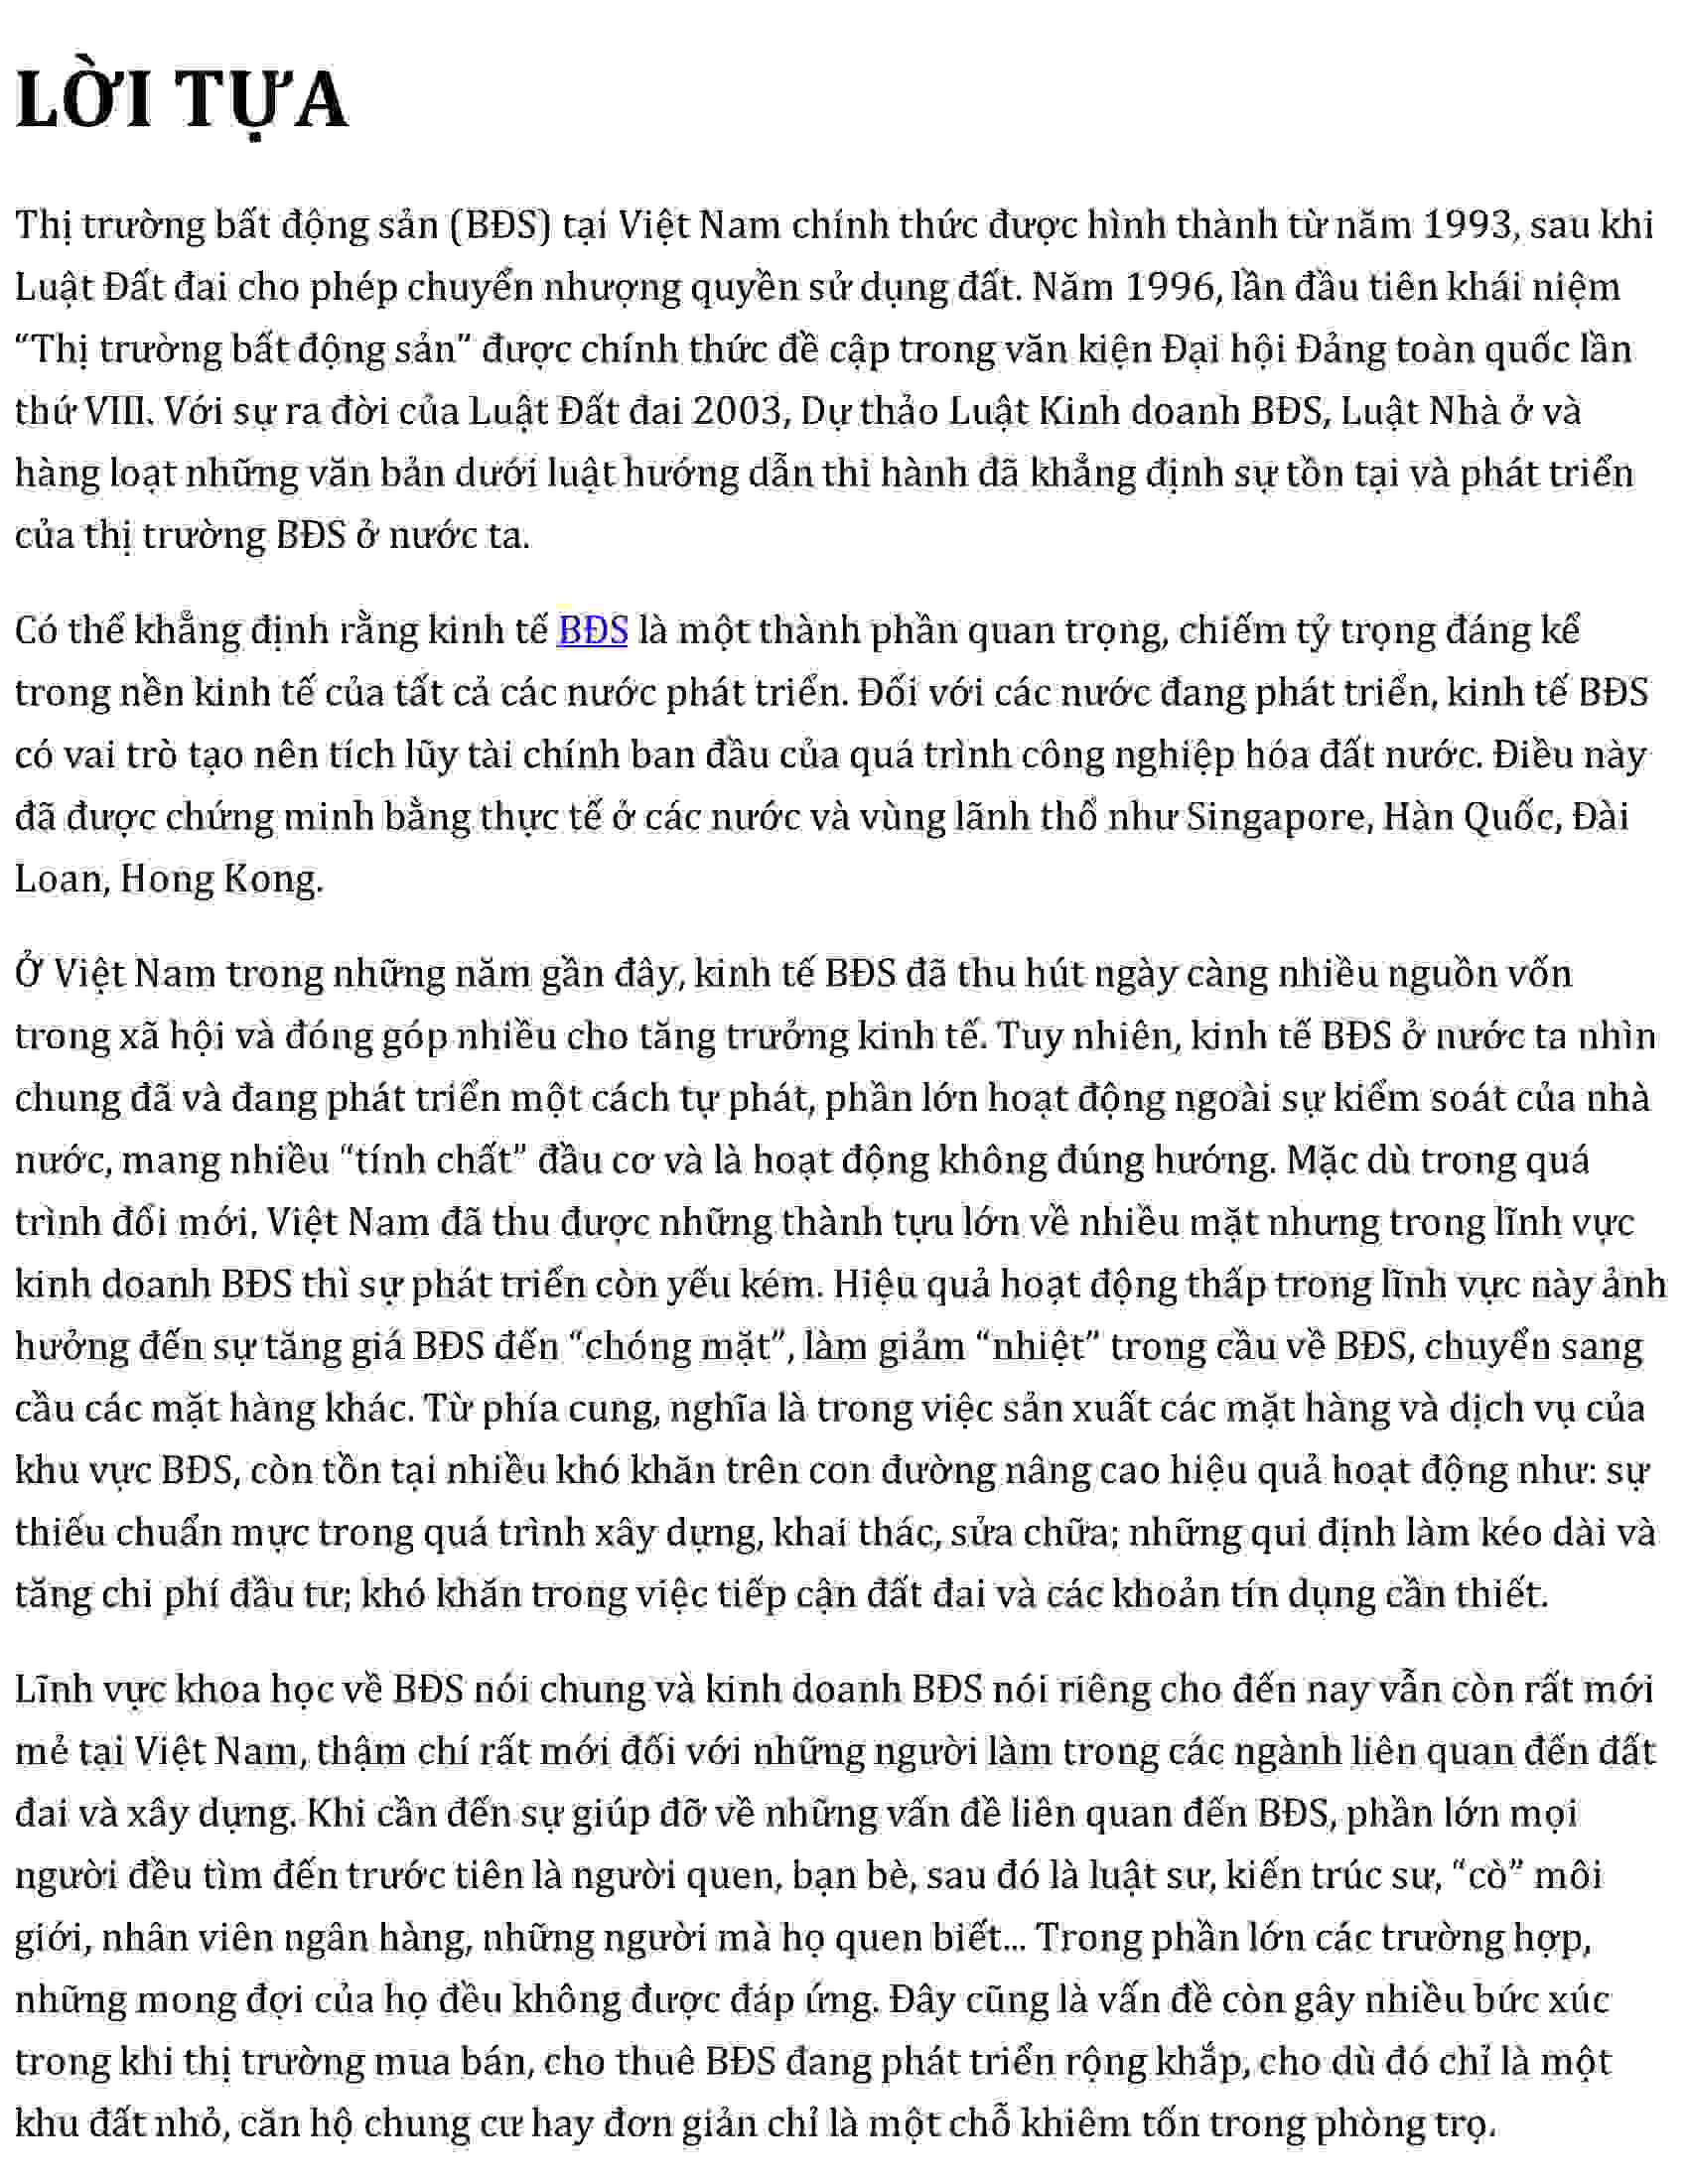 LỜI TỰA
Thị trường bất động sản (BĐS) tại Việt Nam chính thức được hình thành từ năm 1993, sau khi
Luật Đất đai cho phép chuyển nhượng quyền sử dụng đất. Năm 1996, lần đầu tiên khái niệm
“Thị trường bất động sản” được chính thức đề cập trong văn kiện Đại hội Đảng toàn quốc lần
thứ VIII. Với sự ra đời của Luật Đất đai 2003, Dự thảo Luật Kinh doanh BĐS, Luật Nhà ở và
hàng loạt những văn bản dưới luật hướng dẫn thi hành đã khẳng định sự tồn tại và phát triển
của thị trường BĐS ở nước ta.
Có thể khẳng định rằng kinh tế BĐS là một thành phần quan trọng, chiếm tỷ trọng đáng kể
trong nền kinh tế của tất cả các nước phát triển. Đối với các nước đang phát triển, kinh tế BĐS
có vai trò tạo nên tích lũy tài chính ban đầu của quá trình công nghiệp hóa đất nước. Điều này
đã được chứng minh bằng thực tế ở các nước và vùng lãnh thổ như Singapore, Hàn Quốc, Đài
Loan, Hong Kong.
Ở Việt Nam trong những năm gần đây, kinh tế BĐS đã thu hút ngày càng nhiều nguồn vốn
trong xã hội và đóng góp nhiều cho tăng trưởng kinh tế. Tuy nhiên, kinh tế BĐS ở nước ta nhìn
chung đã và đang phát triển một cách tự phát, phần lớn hoạt động ngoài sự kiểm soát của nhà
nước, mang nhiều “tính chất” đầu cơ và là hoạt động không đúng hướng. Mặc dù trong quá
trình đổi mới, Việt Nam đã thu được những thành tựu lớn về nhiều mặt nhưng trong lĩnh vực
kinh doanh BĐS thì sự phát triển còn yếu kém. Hiệu quả hoạt động thấp trong lĩnh vực này ảnh
hưởng đến sự tăng giá BĐS đến “chóng mặt”, làm giảm “nhiệt” trong cầu về BĐS, chuyển sang
cầu các mặt hàng khác. Từ phía cung, nghĩa là trong việc sản xuất các mặt hàng và dịch vụ của
khu vực BĐS, còn tồn tại nhiều khó khăn trên con đường nâng cao hiệu quả hoạt động như: sự
thiếu chuẩn mực trong quá trình xây dựng, khai thác, sửa chữa; những qui định làm kéo dài và
tăng chi phí đầu tư; khó khăn trong việc tiếp cận đất đai và các khoản tín dụng cần thiết.
Lĩnh vực khoa học về BĐS nói chung và kinh doanh BĐS nói riêng cho đến nay vẫn còn rất mới
mẻ tại Việt Nam, thậm chí rất mới đối với những người làm trong các ngành liên quan đến đất
đai và xây dựng. Khi cần đến sự giúp đỡ về những vấn đề liên quan đến BĐS, phần lớn mọi
người đều tìm đến trước tiên là người quen, bạn bè, sau đó là luật sư, kiến trúc sư, “cò” môi
giới, nhân viên ngân hàng, những người mà họ quen biết... Trong phần lớn các trường hợp,
những mong đợi của họ đều không được đáp ứng. Đây cũng là vấn đề còn gây nhiều bức xúc
trong khi thị trường mua bán, cho thuê BĐS đang phát triển rộng khắp, cho dù đó chỉ là một
khu đất nhỏ, căn hộ chung cư hay đơn giản chỉ là một chỗ khiêm tốn trong phòng trọ.